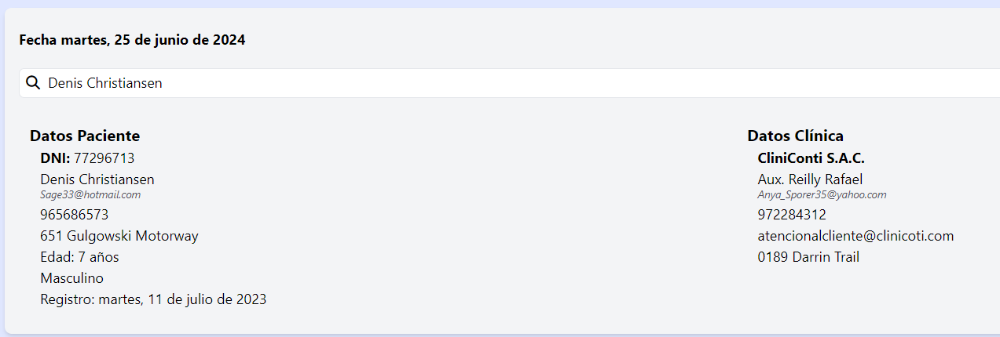 Fecha martes, 25 de junio de 2024
Denis Christiansen
Datos Paciente
DNI: 77296713
Denis Christiansen
Sage33@hotmail.com
965686573
651 Gulgowski Motorway
Edad: 7 años
Masculino
Registro: martes, 11 de julio de 2023
Datos Clínica
CliniConti S.A.C.
Aux. Reilly Rafael
Anya_Sporer35@yahoo.com
972284312
atencionalcliente@clinicoti.com
0189 Darrin Trail